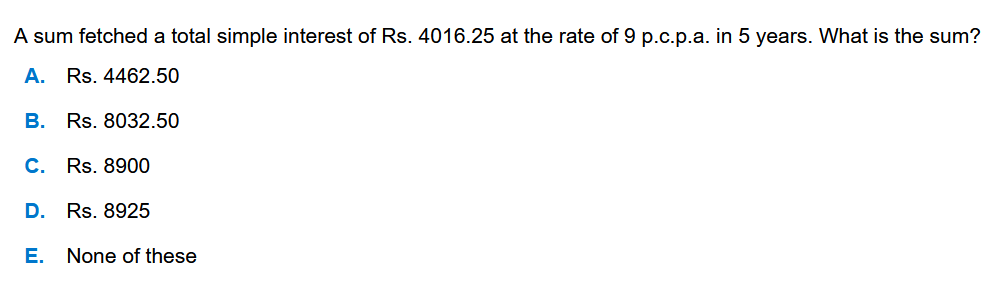 A sum fetched a total simple interest of Rs. 4016.25 at the rate of 9 p.c.p.a. in 5 years. What is the sum?
A. Rs. 4462.50
B. Rs. 8032.50
C. Rs. 8900
D. Rs. 8925
E. None of these